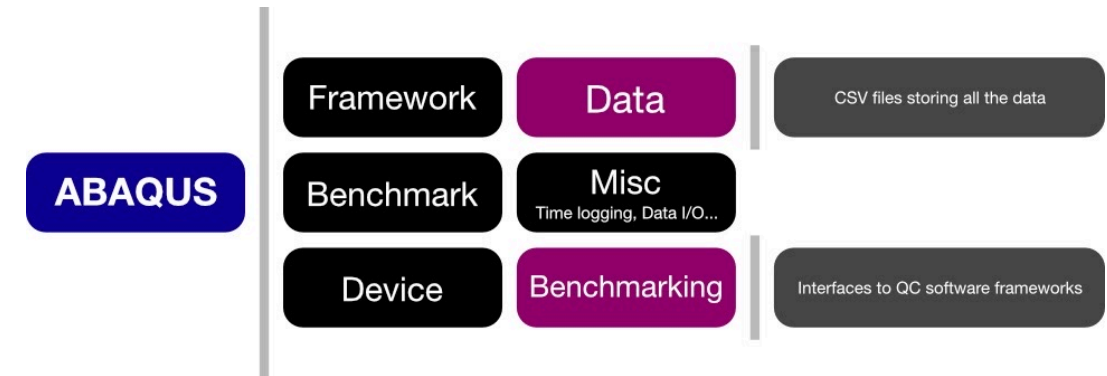 ABAQUS
Framework
Data
CSV files storing all the data
Benchmark
Misc
Time logging, Data I/O...
Device
Benchmarking
Interfaces to QC software frameworks